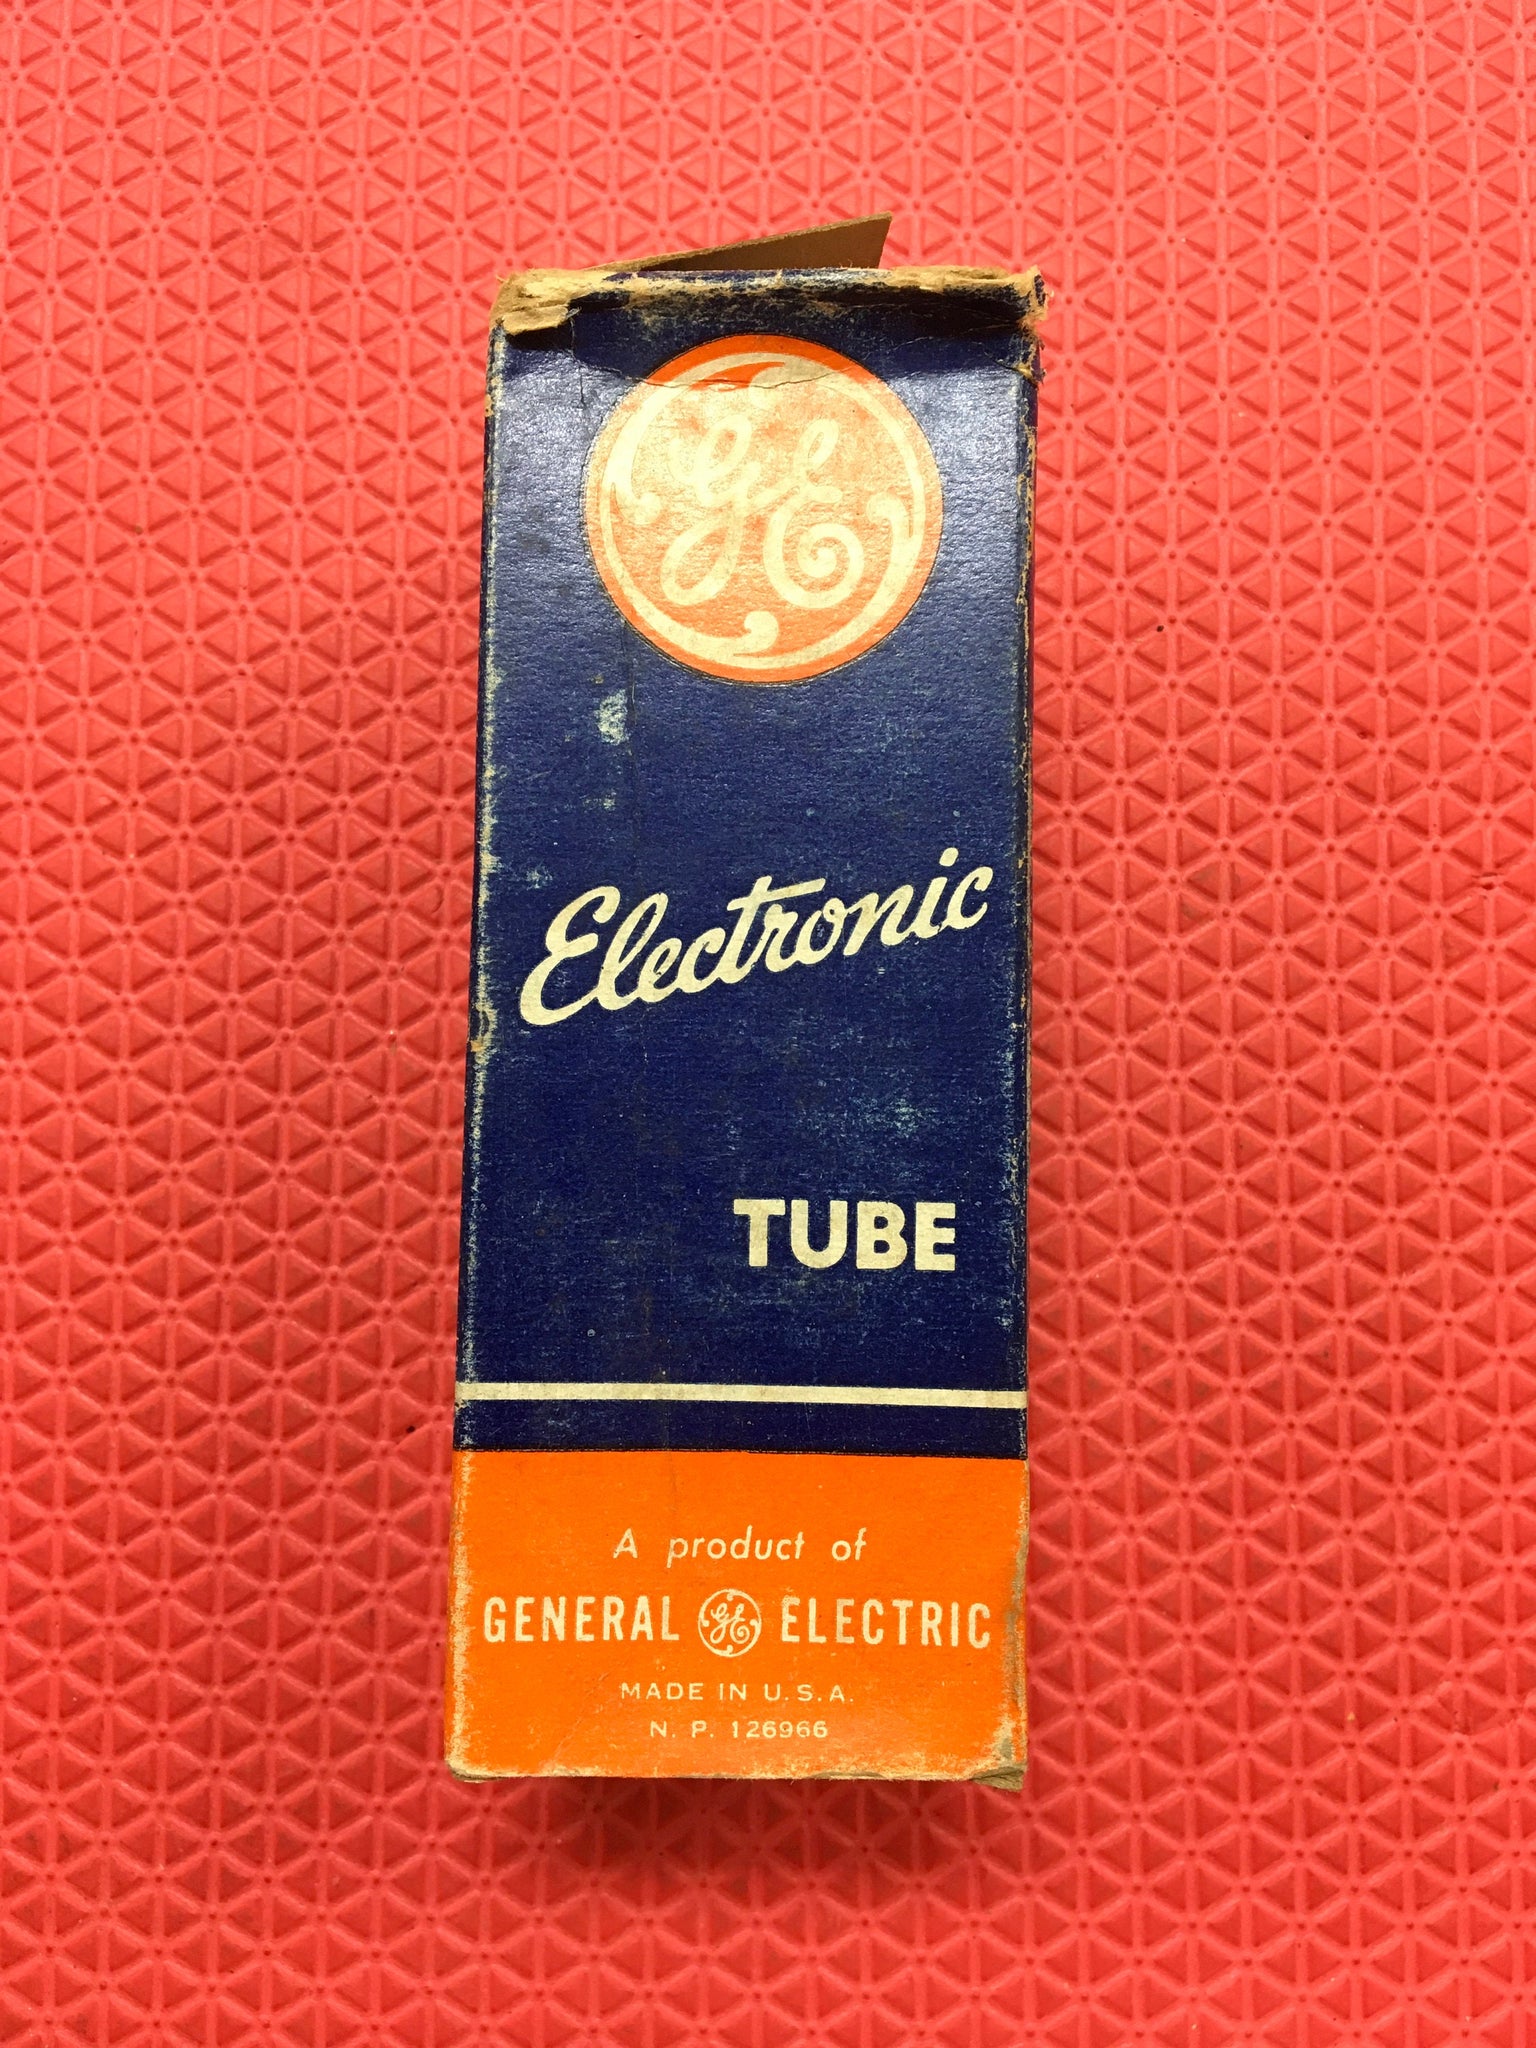 GE
Electronic
TUBE
A product of
GENERAL GE ELECTRIC
MADE IN U.S.A.
N. P. 126966